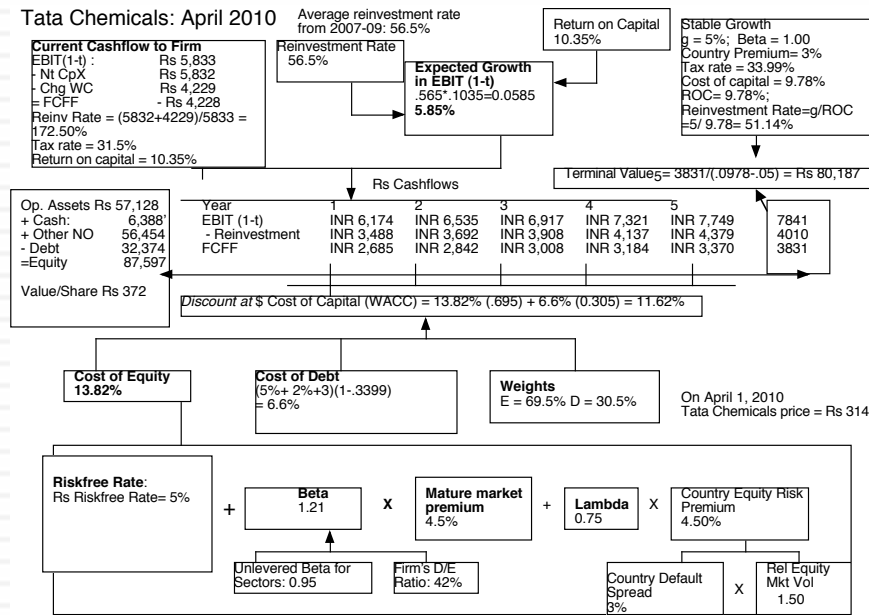 Tata Chemicals: April 2010
Average reinvestment rate
from 2007-09: 56.5%
Current Cashflow to Firm
EBIT(1-t) : Rs 5,833
- Nt CpX Rs 5,832
- Chg WC Rs 4,229
= FCFF - Rs 4,228
Reinv Rate = (5832+4229)/5833 =
172.50%
Tax rate = 31.5%
Return on capital = 10.35%
Reinvestment Rate
56.5%
Expected Growth
in EBIT (1-t)
.565*.1035=0.0585
5.85%
Return on Capital
10.35%
Stable Growth
g = 5%; Beta = 1.00
Country Premium= 3%
Tax rate = 33.99%
Cost of capital = 9.78%
ROC= 9.78%;
Reinvestment Rate=g/ROC
=5/ 9.78= 51.14%
Terminal Value5= 3831/(.0978-.05) = Rs 80,187
Rs Cashflows
Op. Assets Rs 57,128
+ Cash: 6,388'
+ Other NO 56,454
- Debt 32,374
=Equity 87,597
Value/Share Rs 372
Year 1 2 3 4 5
EBIT (1-t) INR 6,174 INR 6,535 INR 6,917 INR 7,321 INR 7,749 7841
- Reinvestment INR 3,488 INR 3,692 INR 3,908 INR 4,137 INR 4,379 4010
FCFF INR 2,685 INR 2,842 INR 3,008 INR 3,184 INR 3,370 3831
Discount at $ Cost of Capital (WACC) = 13.82% (.695) + 6.6% (0.305) = 11.62%
Cost of Equity
13.82%
Cost of Debt
(5%+ 2%+3)(1-.3399)
= 6.6%
Weights
E = 69.5% D = 30.5%
On April 1, 2010
Tata Chemicals price = Rs 314
Riskfree Rate:
Rs Riskfree Rate= 5%
+
Beta
1.21
X
Mature market
premium
4.5%
+
Lambda
0.75
X
Country Equity Risk
Premium
4.50%
Unlevered Beta for
Sectors: 0.95
Firm's D/E
Ratio: 42%
Country Default
Spread
3%
X
Rel Equity
Mkt Vol
1.50